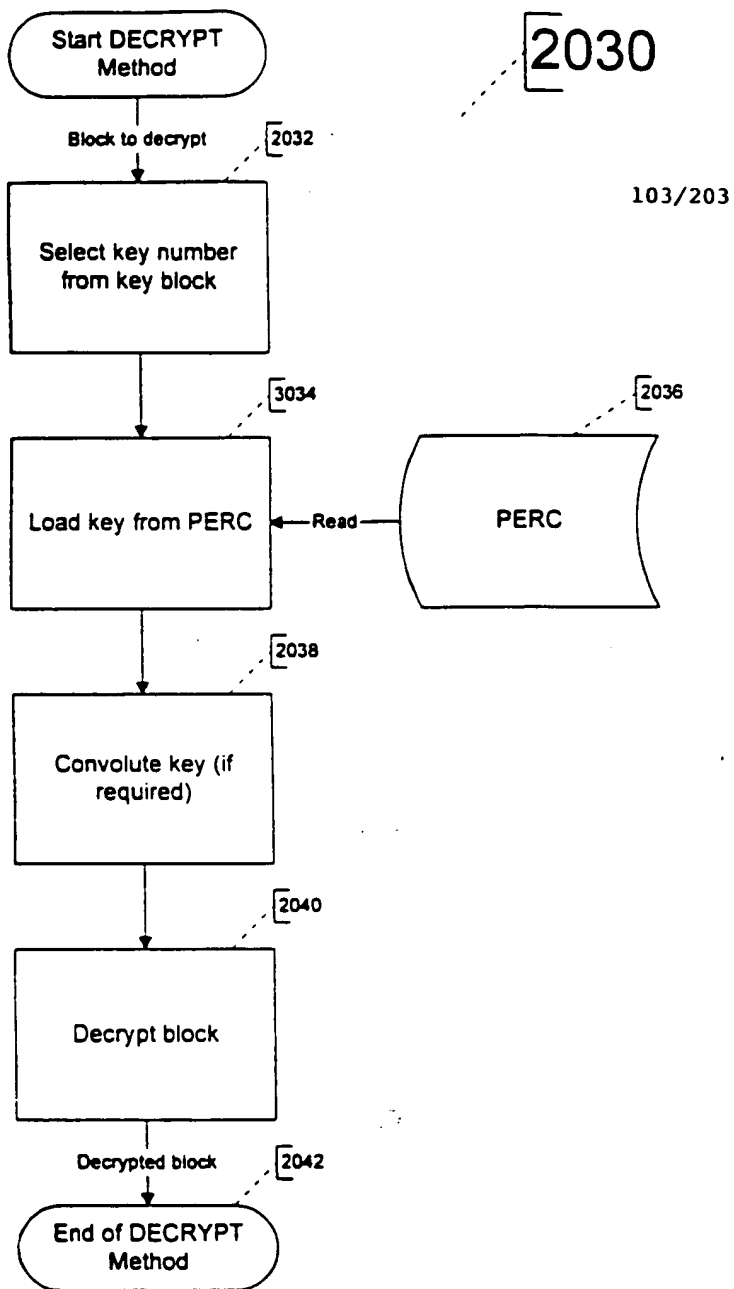 Start DECRYPT
Method
2030
Block to decrypt
2032
103/203
Select key number
from key block
3034
2036
Load key from PERC
Read
PERC
2038
Convolute key (if
required)
2040
Decrypt block
Decrypted block
2042
End of DECRYPT
Method